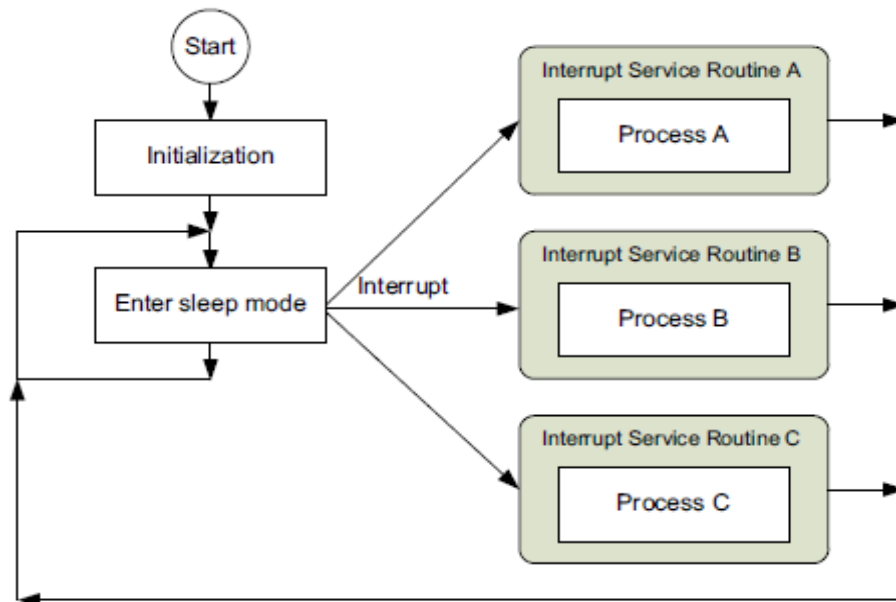 Start
Initialization
Enter sleep mode
Interrupt
Interrupt Service Routine A
Process A
Interrupt Service Routine B
Process B
Interrupt Service Routine C
Process C